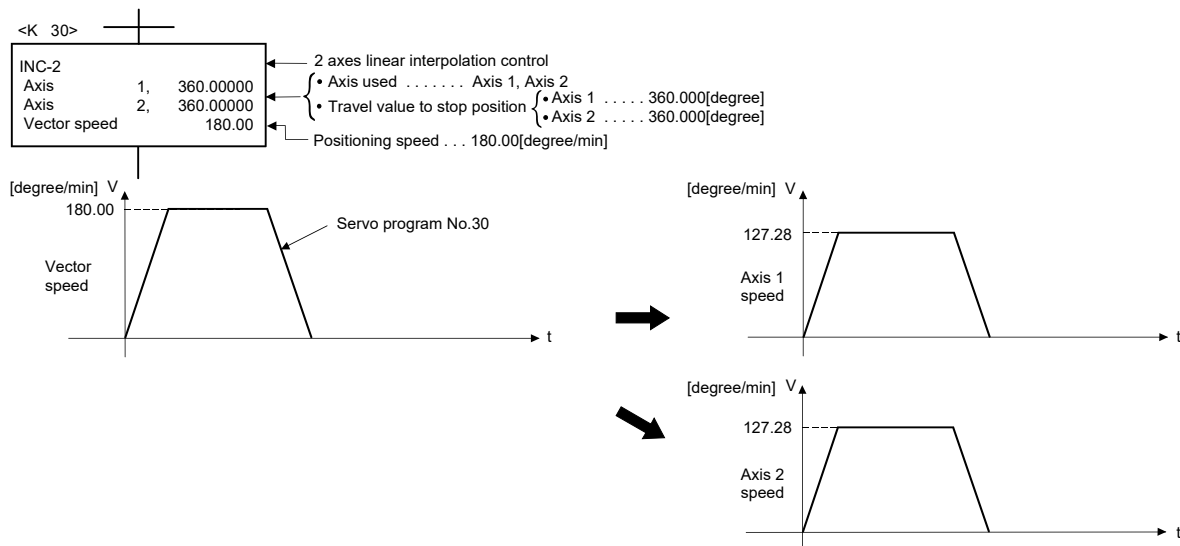 <K 30>
INC-2
Axis 1, 360.00000
Axis 2, 360.00000
Vector speed 180.00
2 axes linear interpolation control
• Axis used . . . . . . . Axis 1, Axis 2
• Travel value to stop position
• Axis 1 . . . . . 360.000[degree]
• Axis 2 . . . . . 360.000[degree]
Positioning speed . . . 180.00[degree/min]
[degree/min] V
180.00
Servo program No.30
Vector
speed
t
[degree/min] V
127.28
Axis 1
speed
t
[degree/min] V
127.28
Axis 2
speed
t